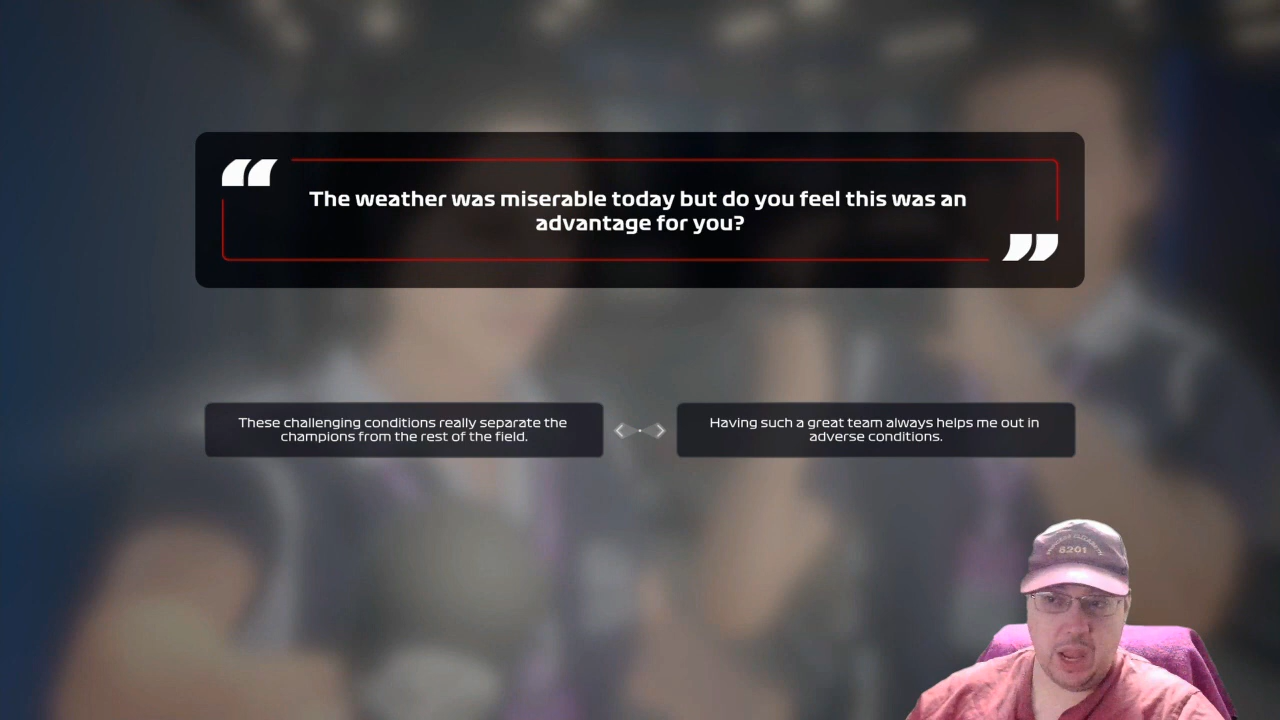 The weather was miserable today but do you feel this was an
advantage for you?
These challenging conditions really separate the
champions from the rest of the field.
Having such a great team always helps me out in
adverse conditions.
6201